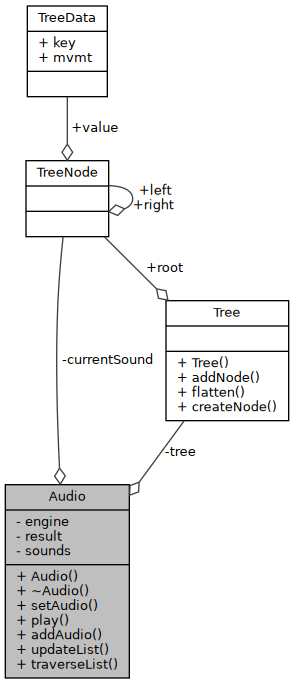 TreeData
+ key
+ mvmt
+value
TreeNode
+left
+right
+root
Tree
+ Tree()
+ addNode()
+ flatten()
+ createNode()
-currentSound
-tree
Audio
- engine
- result
- sounds
+ Audio()
+ ~Audio()
+ setAudio()
+ play()
+ addAudio()
+ updateList()
+ traverseList()